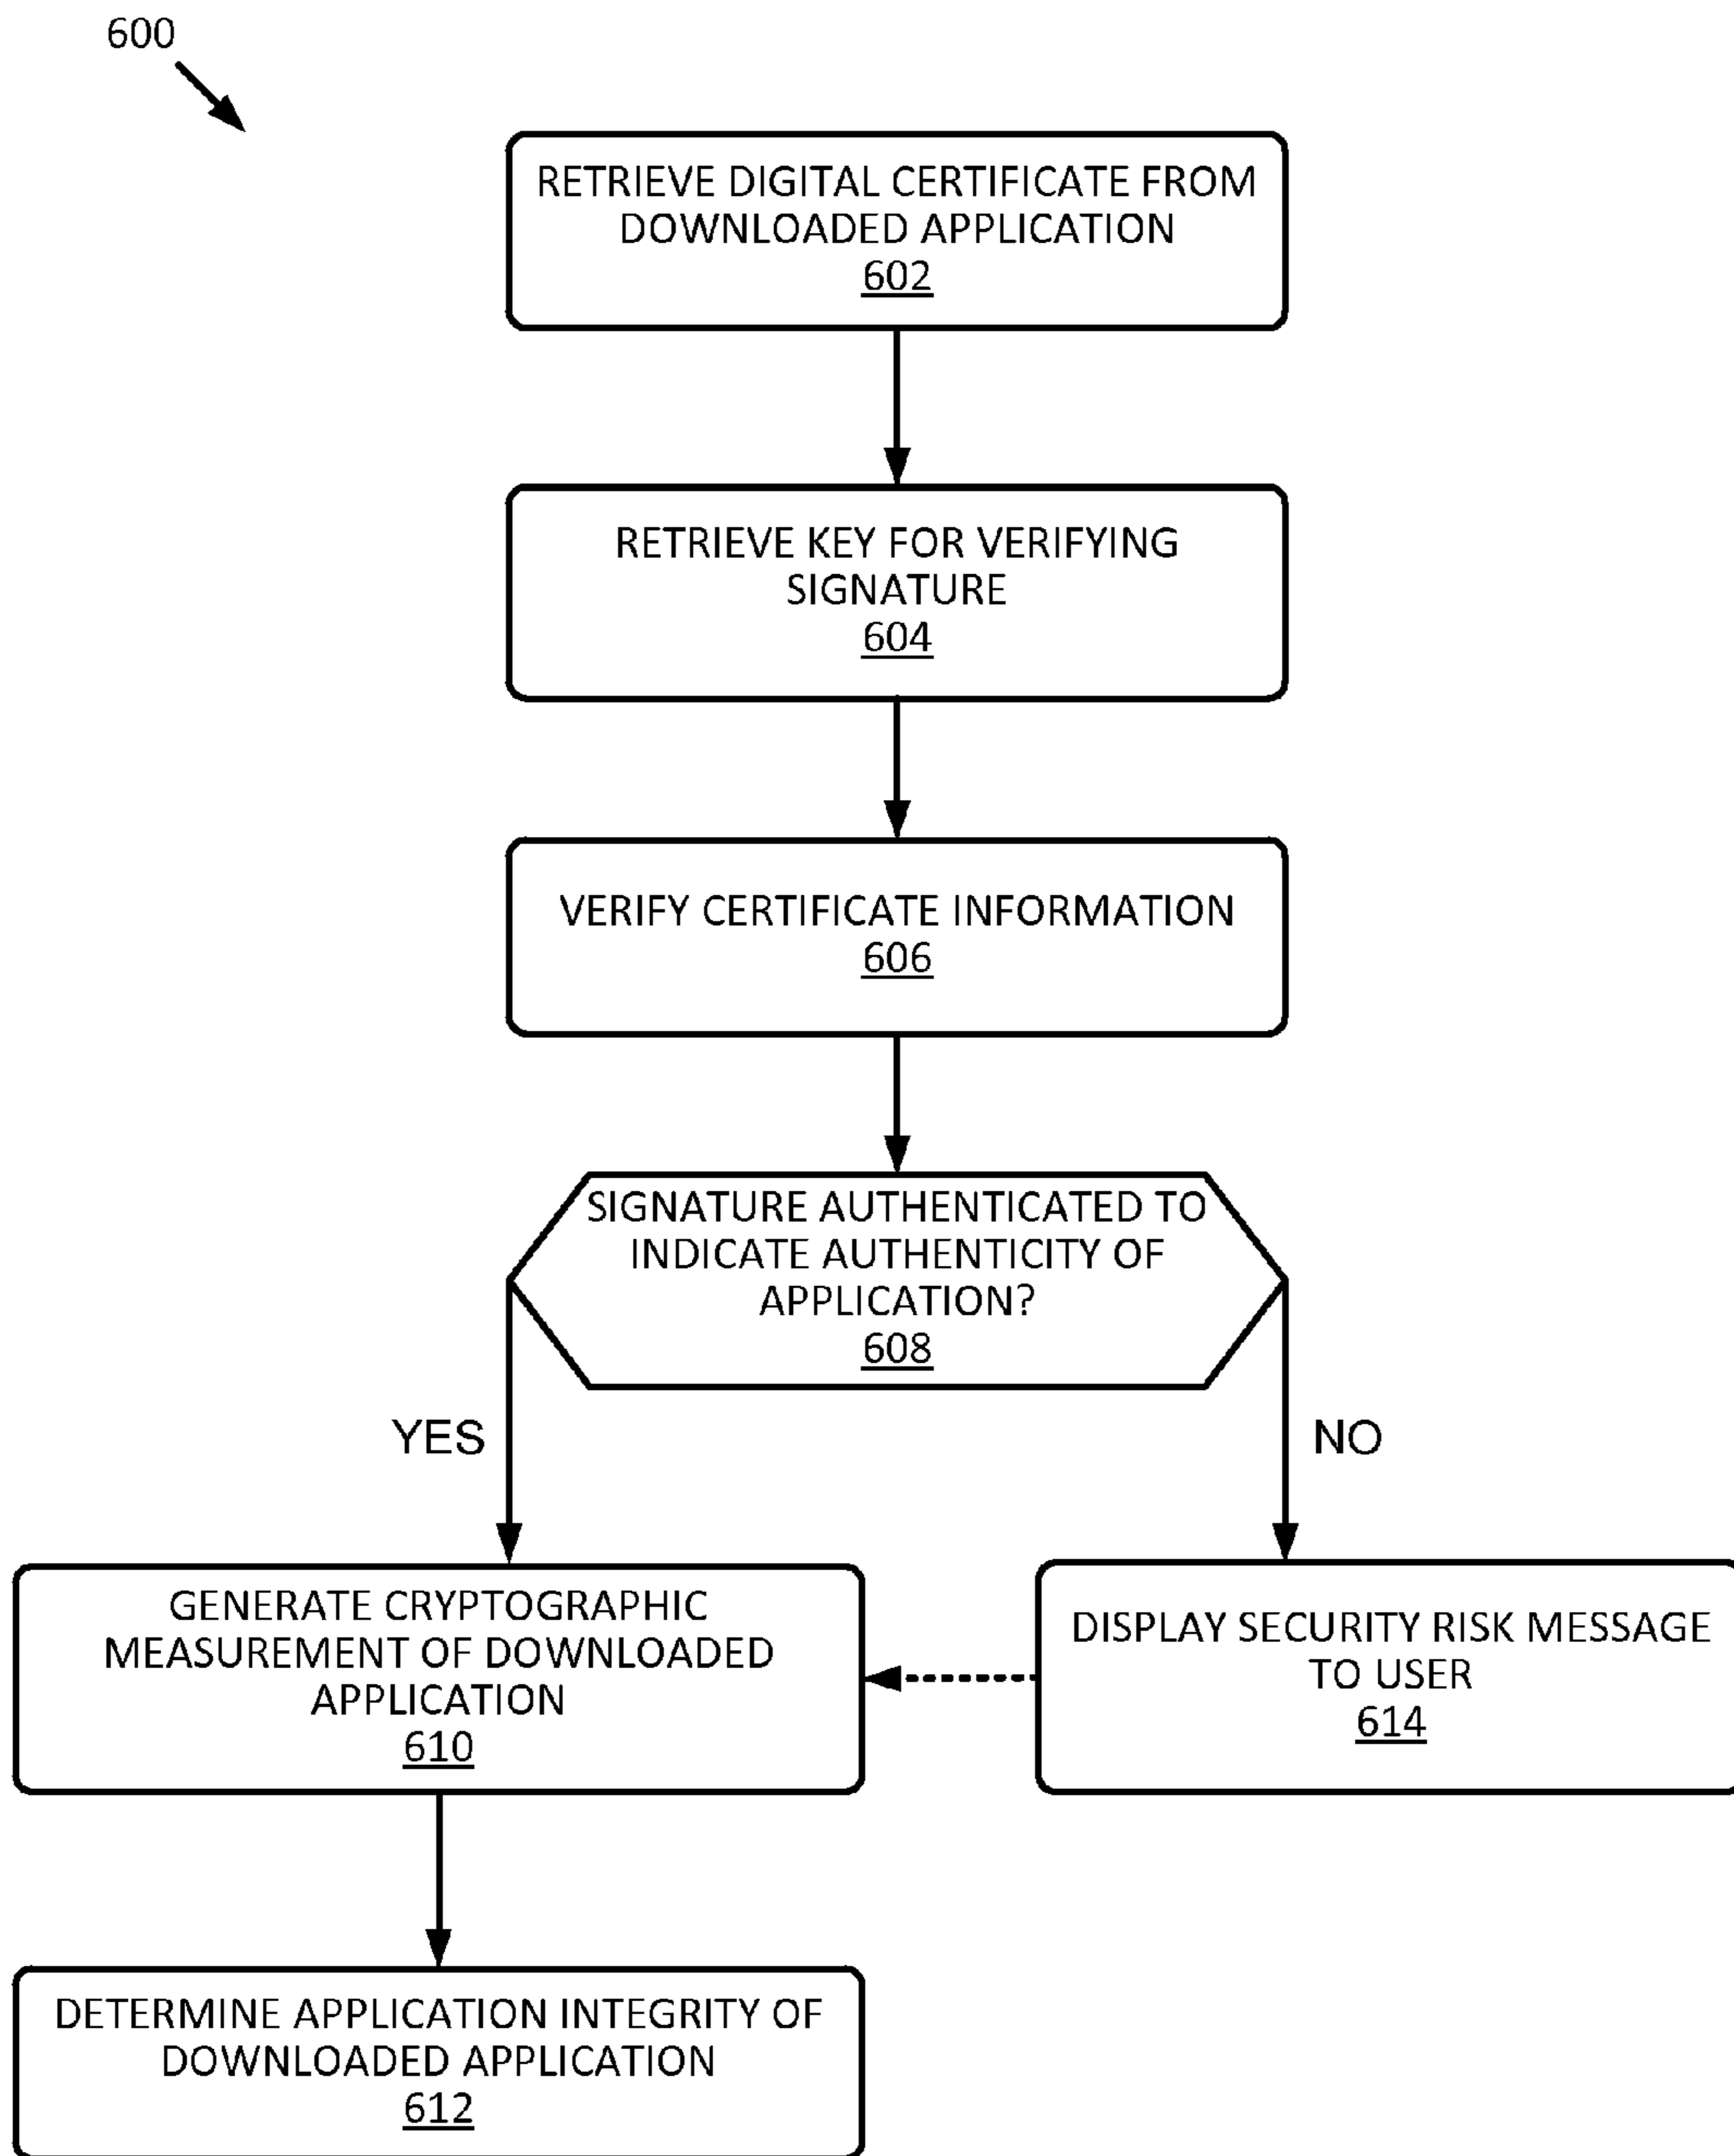 600
RETRIEVE DIGITAL CERTIFICATE FROM
DOWNLOADED APPLICATION
602
RETRIEVE KEY FOR VERIFYING
SIGNATURE
604
VERIFY CERTIFICATE INFORMATION
606
SIGNATURE AUTHENTICATED TO
INDICATE AUTHENTICITY OF
APPLICATION?
608
YES
NO
GENERATE CRYPTOGRAPHIC
MEASUREMENT OF DOWNLOADED
APPLICATION
610
DISPLAY SECURITY RISK MESSAGE
TO USER
614
DETERMINE APPLICATION INTEGRITY OF
DOWNLOADED APPLICATION
612